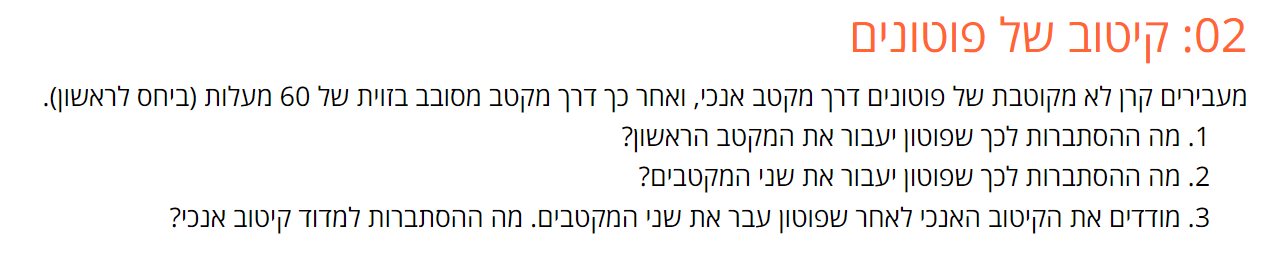 02: קיטוב של פוטונים
מעבירים קרן לא מקוטבת של פוטונים דרך מקטב אנכי, ואחר כך דרך מקטב מסובב בזוית של 60 מעלות (ביחס לראשון).
1. מה ההסתברות לכך שפוטון יעבור את המקטב הראשון?
2. מה ההסתברות לכך שפוטון יעבור את שני המקטבים?
3. מודדים את הקיטוב האנכי לאחר שפוטון עבר את שני המקטבים. מה ההסתברות למדוד קיטוב אנכי?